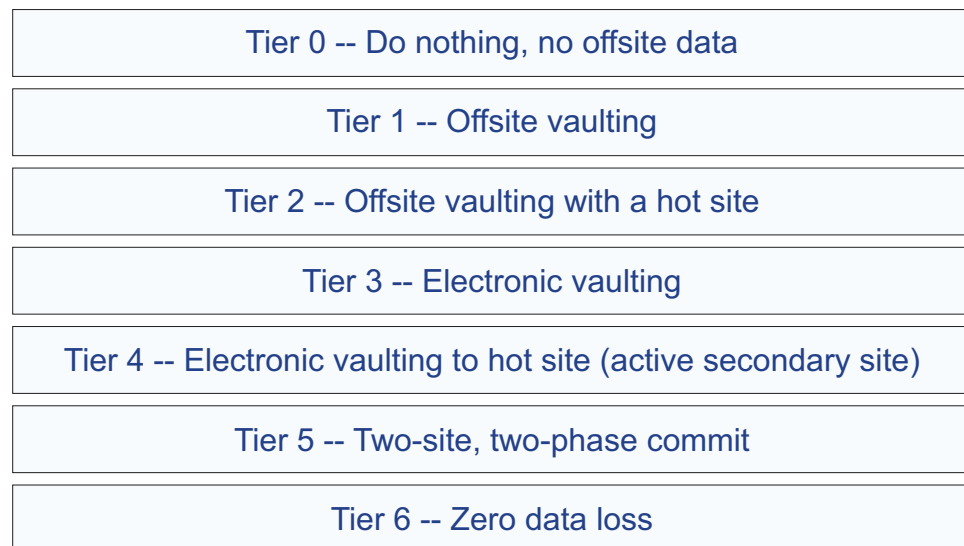 Tier 0 -- Do nothing, no offsite data
Tier 1 -- Offsite vaulting
Tier 2 -- Offsite vaulting with a hot site
Tier 3 -- Electronic vaulting
Tier 4 -- Electronic vaulting to hot site (active secondary site)
Tier 5 -- Two-site, two-phase commit
Tier 6 -- Zero data loss